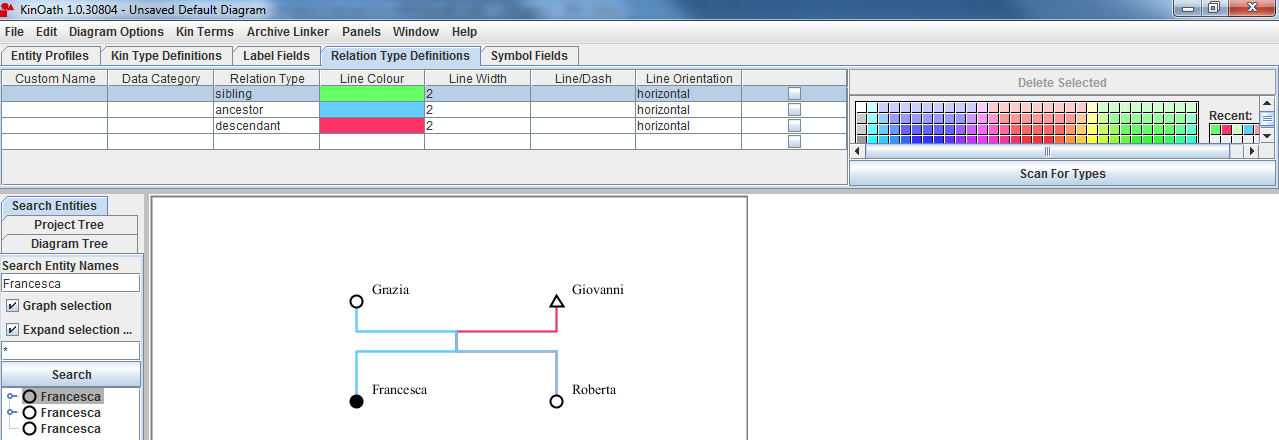 KinOath 1.0.30804 - Unsaved Default Diagram
File Edit Diagram Options Kin Terms Archive Linker Panels Window Help
Entity Profiles Kin Type Definitions Label Fields Relation Type Definitions Symbol Fields
Custom Name Data Category Relation Type Line Colour Line Width Line/Dash Line Orientation
sibling 2 horizontal
ancestor 2 horizontal
descendant 2 horizontal
Delete Selected
Recent:
Scan For Types
Search Entities
Project Tree
Diagram Tree
Search Entity Names
Francesca
Graph selection
Expand selection ...
*
Search
Francesca
Francesca
Francesca
Grazia Giovanni
Francesca Roberta